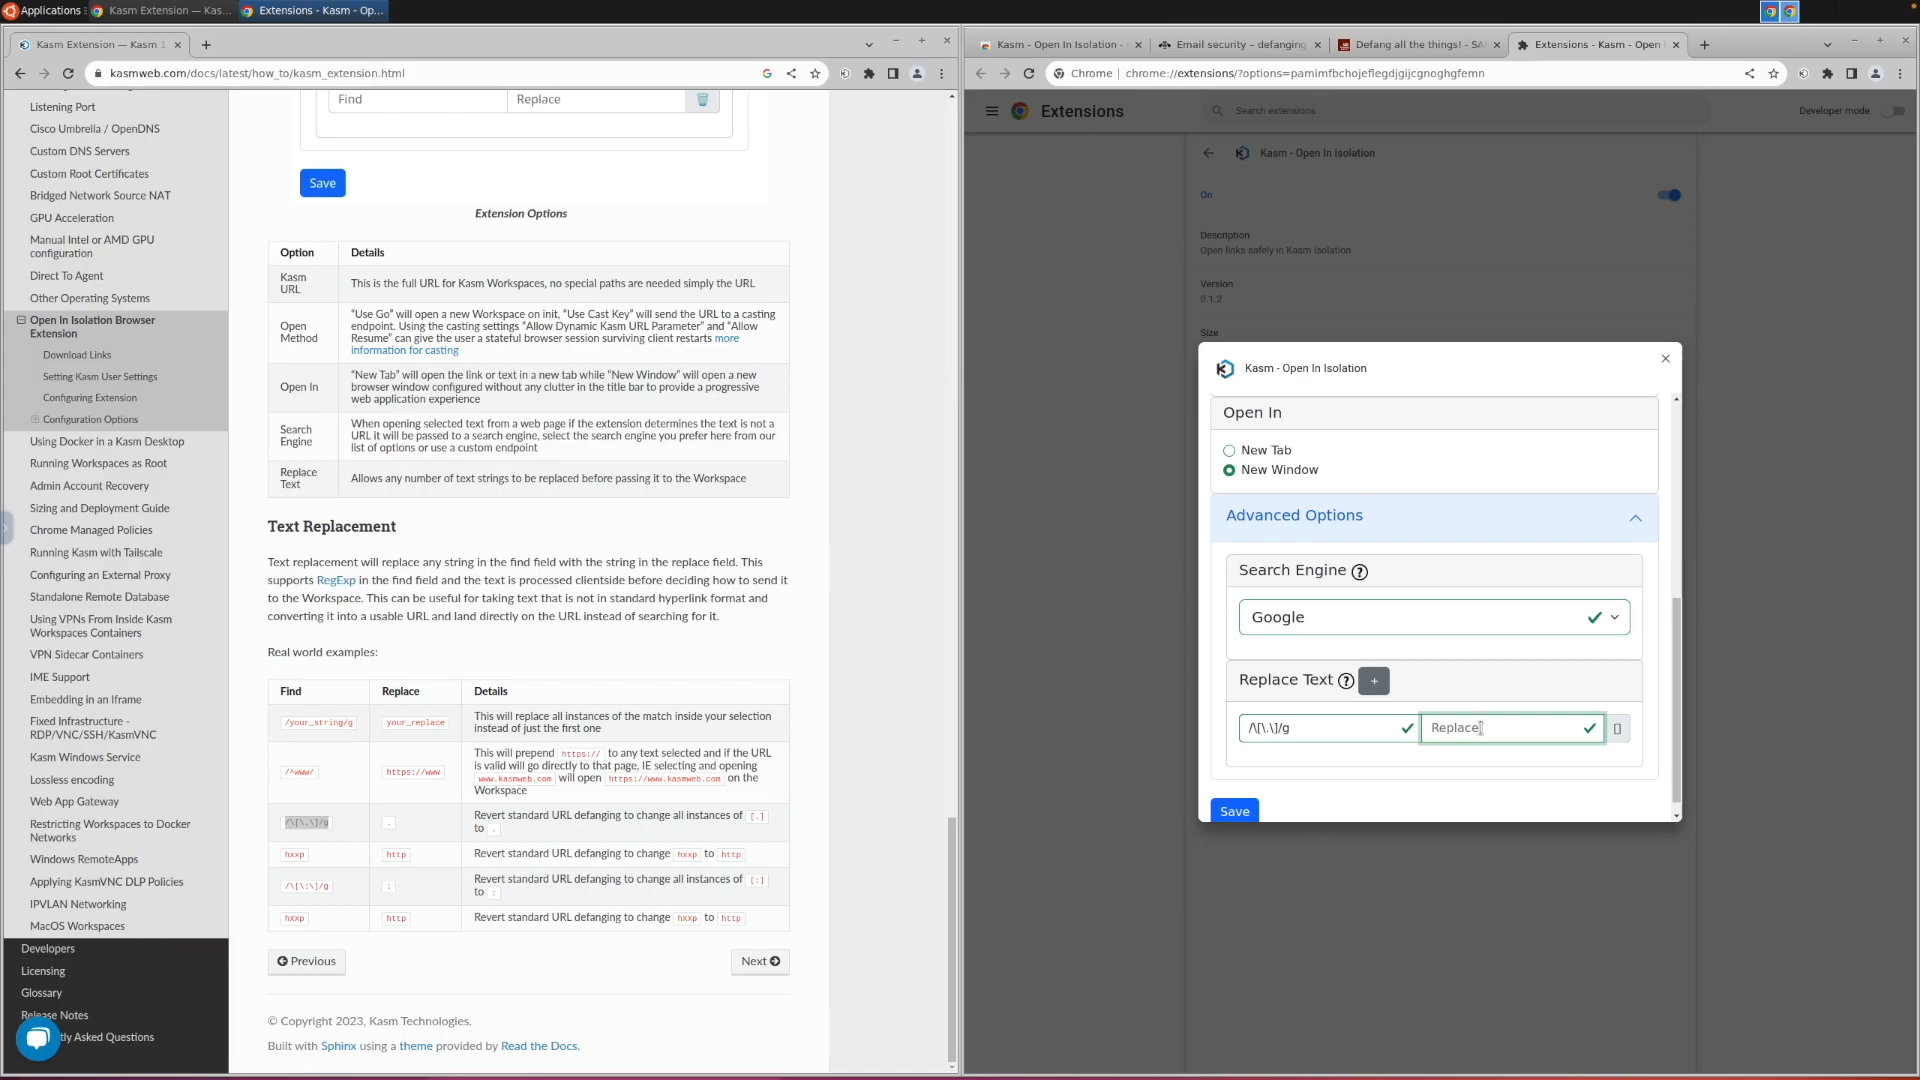 Applications
Kasm Extension — Kas...
Extensions - Kasm - Op...
Kasm Extension — Kasm 1
kasmweb.com/docs/latest/how_to/kasm_extension.html
Listening Port
Cisco Umbrella / OpenDNS
Custom DNS Servers
Custom Root Certificates
Bridged Network Source NAT
GPU Acceleration
Manual Intel or AMD GPU
configuration
Direct To Agent
Other Operating Systems
Open In Isolation Browser
Extension
Download Links
Setting Kasm User Settings
Configuring Extension
Configuration Options
Using Docker in a Kasm Desktop
Running Workspaces as Root
Admin Account Recovery
Sizing and Deployment Guide
Chrome Managed Policies
Running Kasm with Tailscale
Configuring an External Proxy
Standalone Remote Database
Using VPNs From Inside Kasm
Workspaces Containers
VPN Sidecar Containers
IME Support
Embedding in an Iframe
Fixed Infrastructure -
RDP/VNC/SSH/KasmVNC
Kasm Windows Service
Lossless encoding
Web App Gateway
Restricting Workspaces to Docker
Networks
Windows RemoteApps
Applying KasmVNC DLP Policies
IPVLAN Networking
MacOS Workspaces
Developers
Licensing
Glossary
Release Notes
tly Asked Questions
Find Replace
Save
Extension Options
Option Details
Kasm
URL
This is the full URL for Kasm Workspaces, no special paths are needed simply the URL
Open
Method
“Use Go” will open a new Workspace on init, “Use Cast Key” will send the URL to a casting
endpoint. Using the casting settings “Allow Dynamic Kasm URL Parameter” and “Allow
Resume” can give the user a stateful browser session surviving client restarts more
information for casting
Open In
“New Tab” will open the link or text in a new tab while “New Window” will open a new
browser window configured without any clutter in the title bar to provide a progressive
web application experience
Search
Engine
When opening selected text from a web page if the extension determines the text is not a
URL it will be passed to a search engine, select the search engine you prefer here from our
list of options or use a custom endpoint
Replace
Text
Allows any number of text strings to be replaced before passing it to the Workspace
Text Replacement
Text replacement will replace any string in the find field with the string in the replace field. This
supports RegExp in the find field and the text is processed clientside before deciding how to send it
to the Workspace. This can be useful for taking text that is not in standard hyperlink format and
converting it into a usable URL and land directly on the URL instead of searching for it.
Real world examples:
Find Replace Details
/your_string/g your_replace
This will replace all instances of the match inside your selection
instead of just the first one
/^www/ https://www
This will prepend https:// to any text selected and if the URL
is valid will go directly to that page, IE selecting and opening
www.kasmweb.com will open https://www.kasmweb.com on the
Workspace
/\[\.\]/g .
Revert standard URL defanging to change all instances of [.]
to .
hxxp http Revert standard URL defanging to change hxxp to http
/\[\:\]/g :
Revert standard URL defanging to change all instances of [:]
to :
hxxp http Revert standard URL defanging to change hxxp to http
Previous
Next
© Copyright 2023, Kasm Technologies.
Built with Sphinx using a theme provided by Read the Docs.
Kasm - Open In Isolation -
Email security – defanging
Defang all the things! - SA
Extensions - Kasm - Open
Chrome | chrome://extensions/?options=pamimfbchojeflegdjgijcgnoghgfemn
Extensions
Search extensions
Developer mode
Kasm - Open In Isolation
On
Description
Open links safely in Kasm isolation
Version
0.1.2
Size
Kasm - Open In Isolation
Open In
New Tab
New Window
Advanced Options
Search Engine ?
Google
Replace Text ? +
/\[\.\]/g
Replace
[]
Save